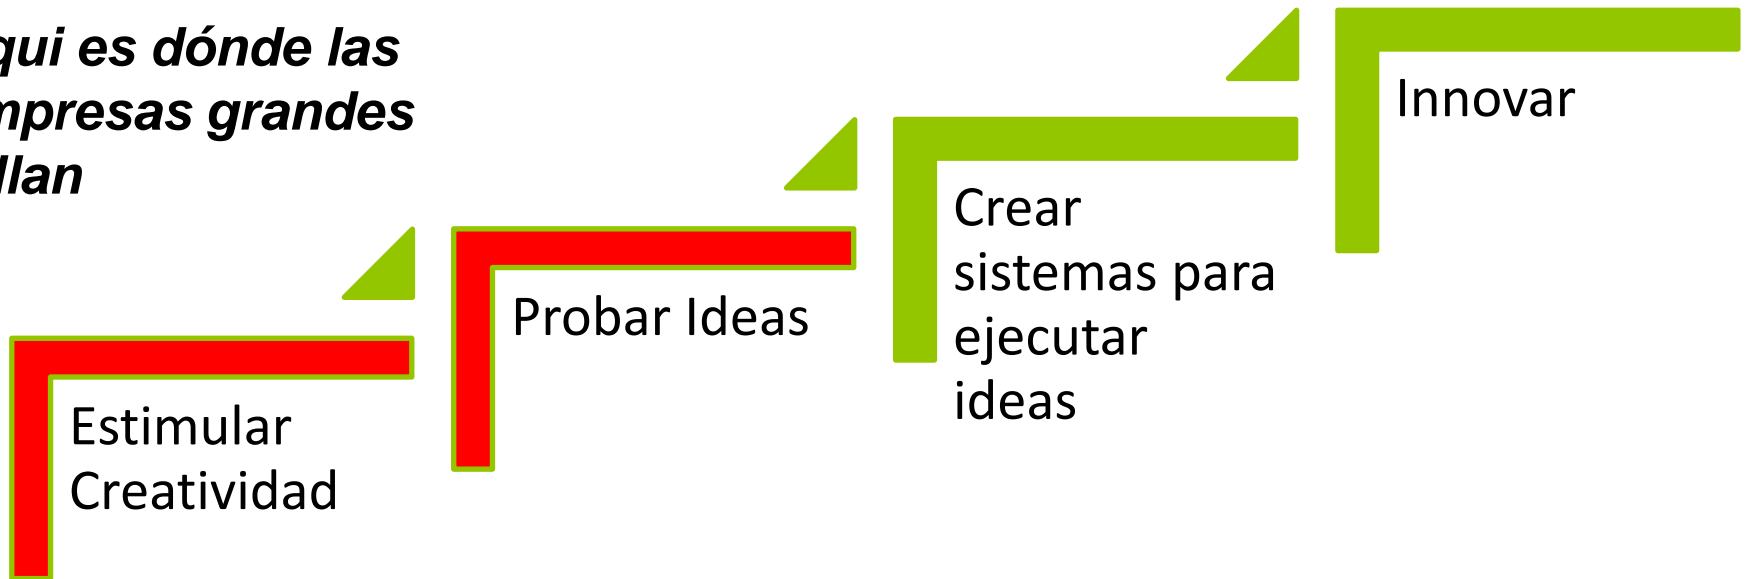 qui es dónde las
mpresas grandes
llan
Innovar
Crear
sistemas para
ejecutar
ideas
Probar Ideas
Estimular
Creatividad